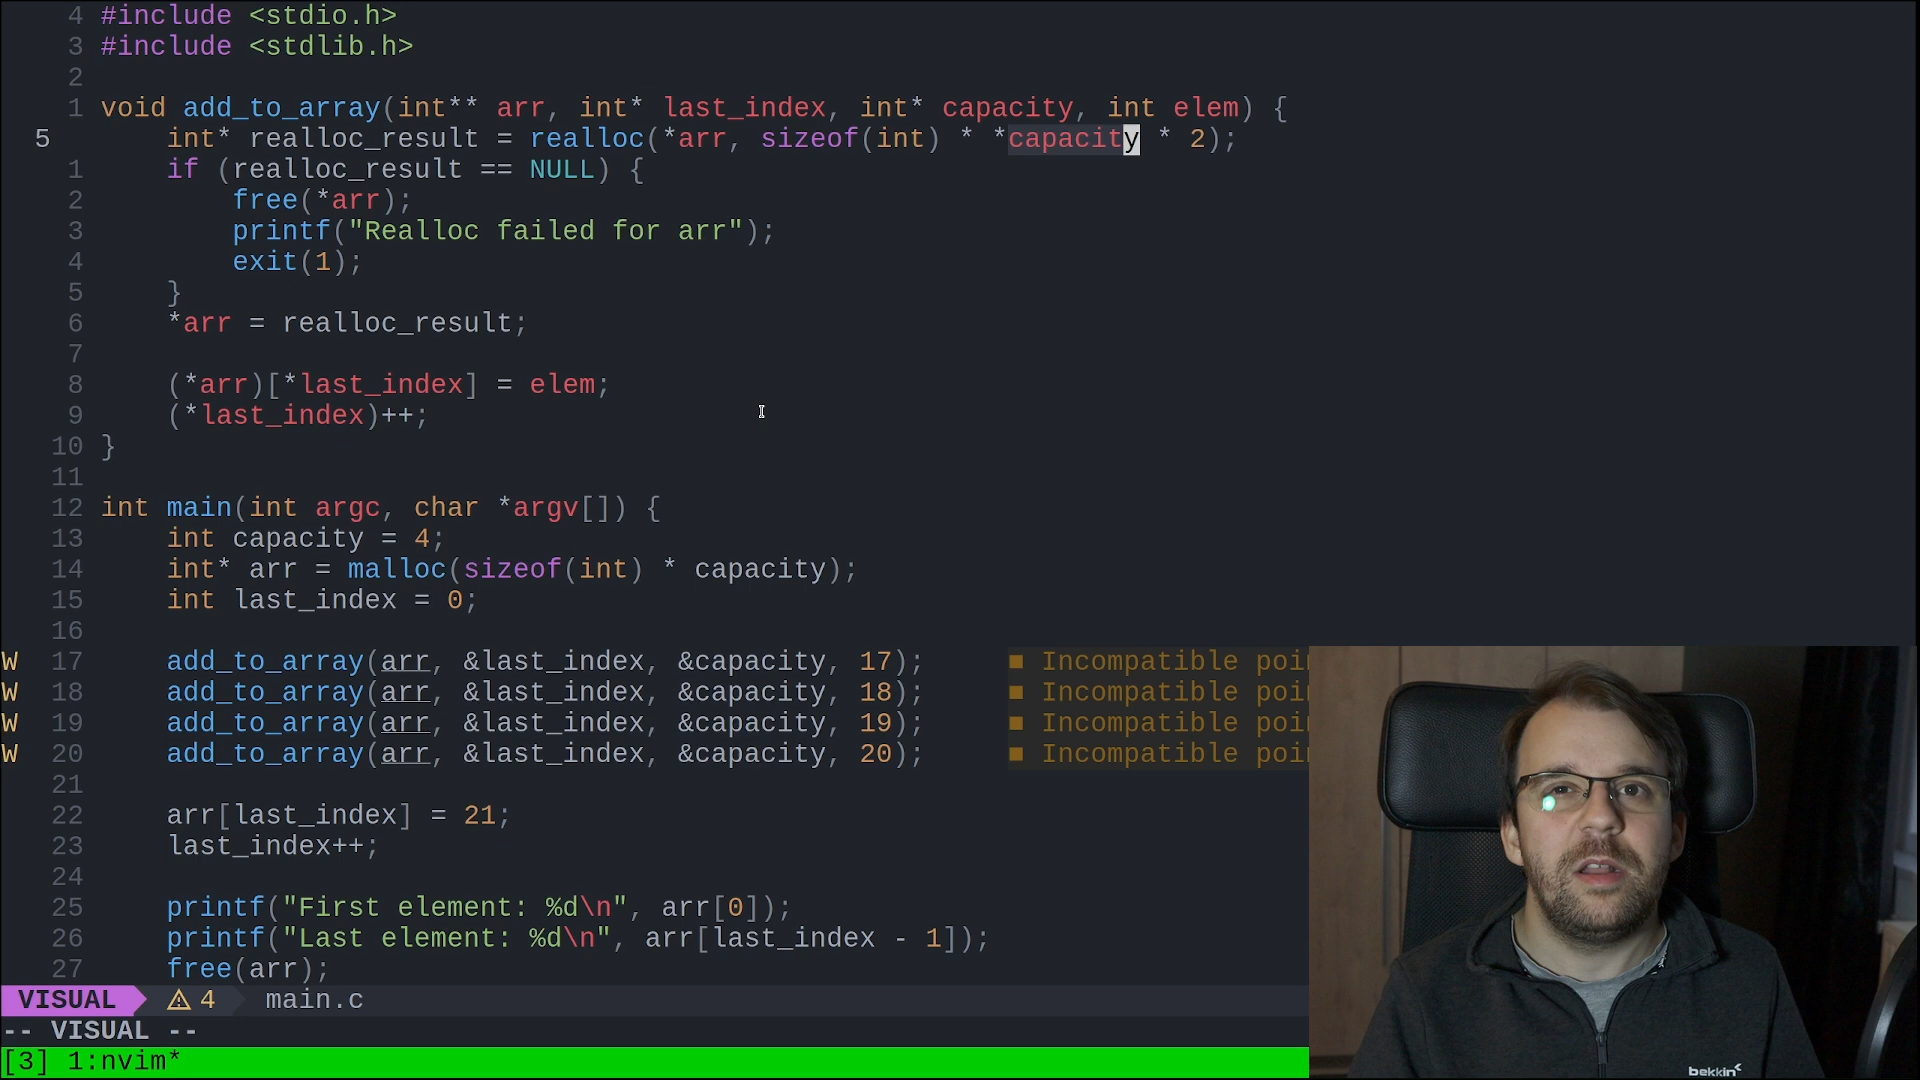 4 #include <stdio.h>
3 #include <stdlib.h>
2
1 void add_to_array(int** arr, int* last_index, int* capacity, int elem) {
5 int* realloc_result = realloc(*arr, sizeof(int) * *capacity * 2);
1 if (realloc_result == NULL) {
2 free(*arr);
3 printf("Realloc failed for arr");
4 exit(1);
5 }
6 *arr = realloc_result;
7
8 (*arr)[*last_index] = elem;
9 (*last_index)++;
10 }
11
12 int main(int argc, char *argv[]) {
13 int capacity = 4;
14 int* arr = malloc(sizeof(int) * capacity);
15 int last_index = 0;
16
W 17 add_to_array(arr, &last_index, &capacity, 17); ■ Incompatible poin
W 18 add_to_array(arr, &last_index, &capacity, 18); ■ Incompatible poin
W 19 add_to_array(arr, &last_index, &capacity, 19); ■ Incompatible poin
W 20 add_to_array(arr, &last_index, &capacity, 20); ■ Incompatible poin
21
22 arr[last_index] = 21;
23 last_index++;
24
25 printf("First element: %d\n", arr[0]);
26 printf("Last element: %d\n", arr[last_index - 1]);
27 free(arr);
VISUAL ⚠ 4 main.c
-- VISUAL --
[3] 1:nvim*
bekkin